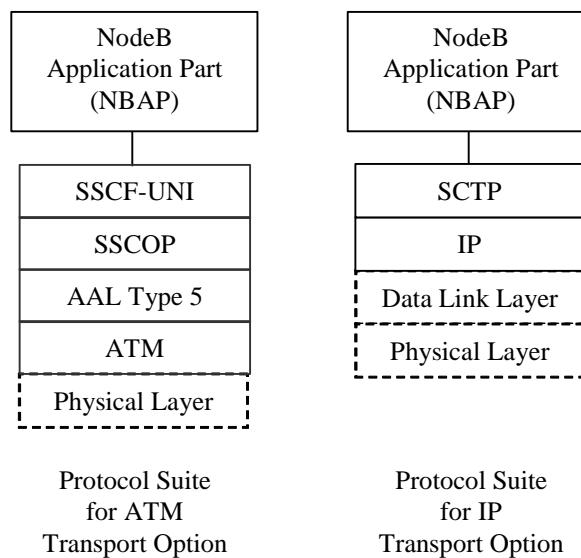 NodeB
Application Part
(NBAP)
SSCF-UNI
SSCOP
AAL Type 5
ATM
Physical Layer
Protocol Suite
for ATM
Transport Option
NodeB
Application Part
(NBAP)
SCTP
IP
Data Link Layer
Physical Layer
Protocol Suite
for IP
Transport Option